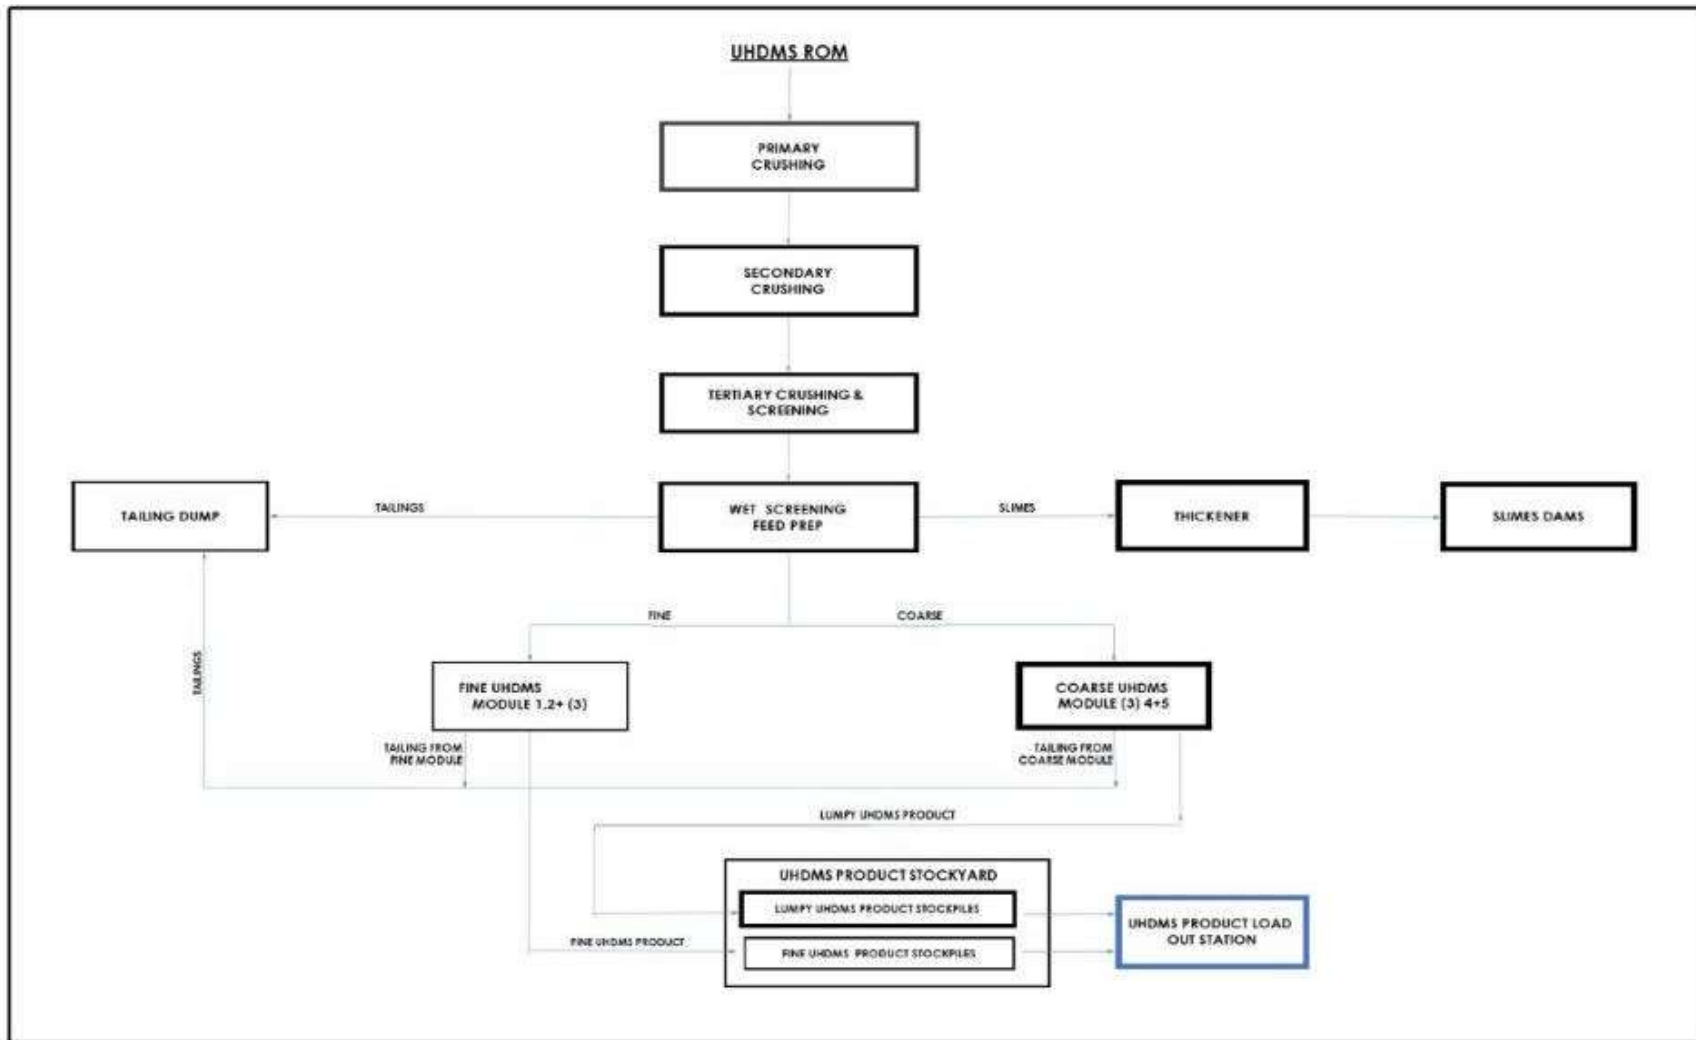 UHDMS ROM
PRIMARY
CRUSHING
SECONDARY
CRUSHING
TERTIARY CRUSHING &
SCREENING
TAILING DUMP
TAILINGS
WET SCREENING
FEED PREP
SLIMES
THICKENER
SLIMES DAMS
FINE
COARSE
TAILINGS
FINE UHDMS
MODULE 1,2+ (3)
COARSE UHDMS
MODULE (3) 4+5
TAILING FROM
FINE MODULE
TAILING FROM
COARSE MODULE
LUMPY UHDMS PRODUCT
UHDMS PRODUCT STOCKYARD
LUMPY UHDMS PRODUCT STOCKPILES
FINE UHDMS PRODUCT
FINE UHDMS PRODUCT STOCKPILES
UHDMS PRODUCT LOAD
OUT STATION